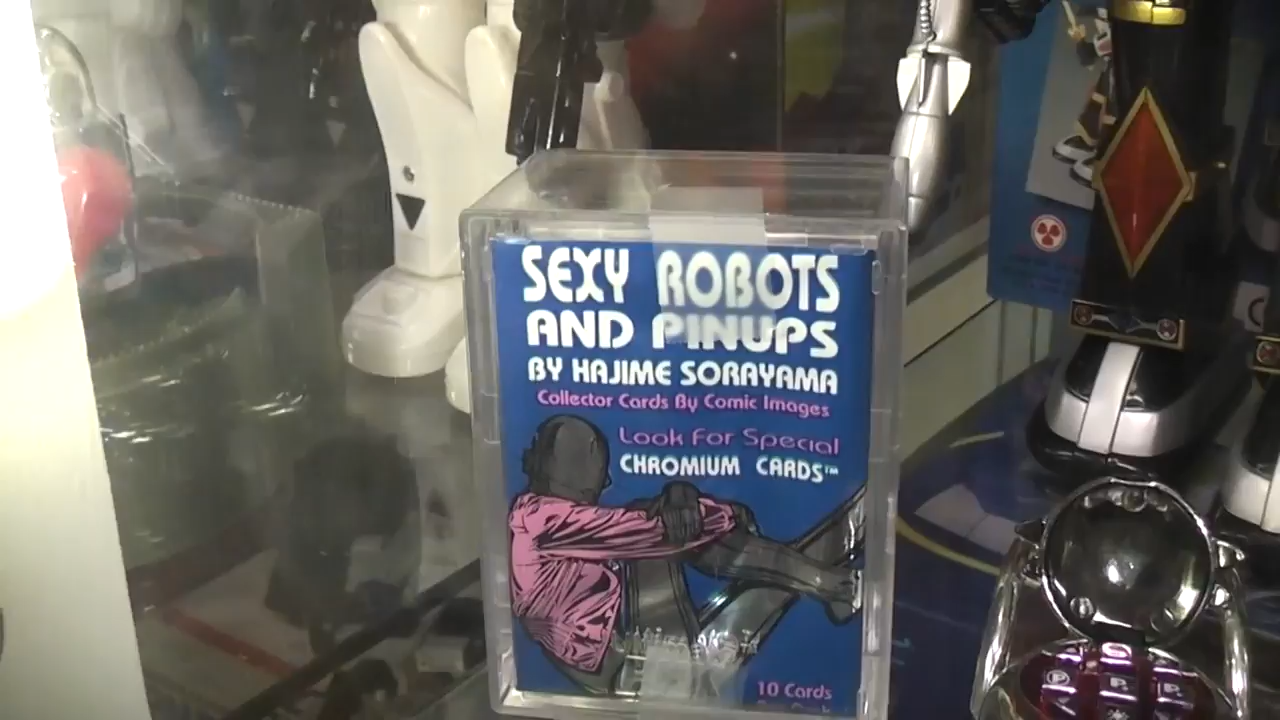 SEXY ROBOTS
AND PINUPS
BY HAJIME SORAYAMA
Collector Cards By Comic Images
Look For Special
CHROMIUM CARDS™
10 Cards
P P. P.